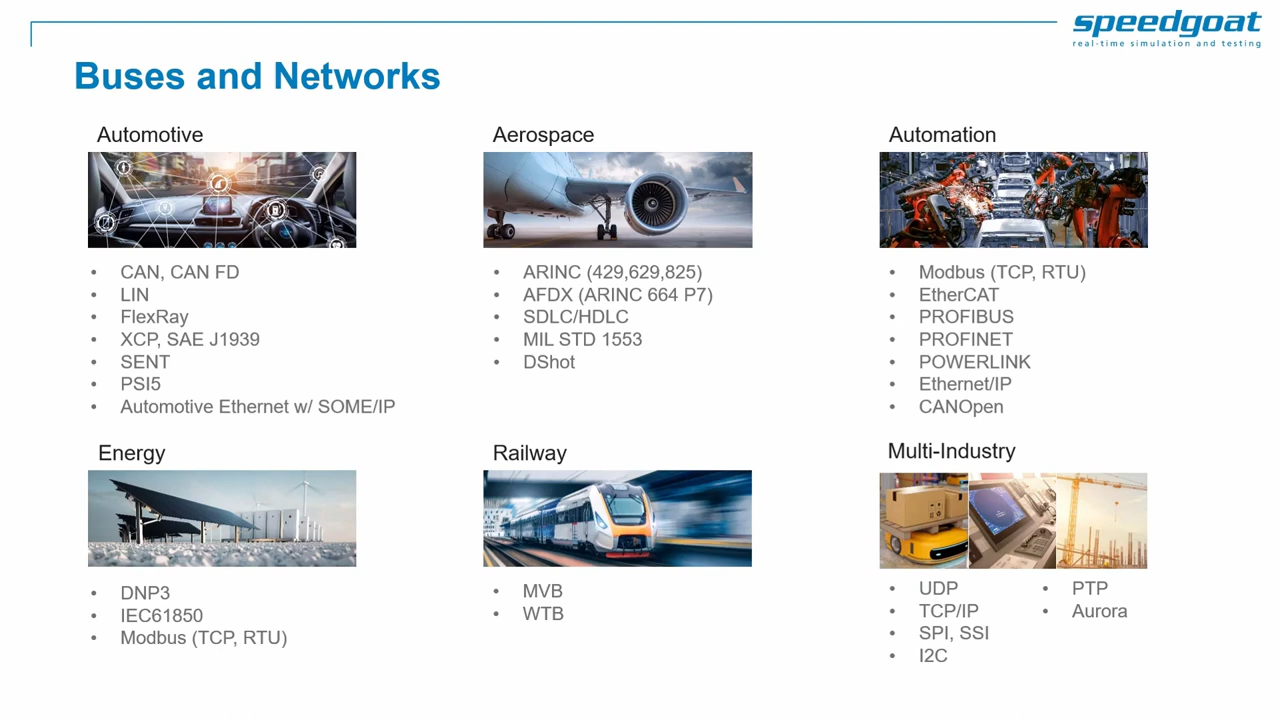 speedgoat
real-time simulation and testing
Buses and Networks
Automotive
CAN, CAN FD
LIN
FlexRay
XCP, SAE J1939
SENT
PSI5
Automotive Ethernet w/ SOME/IP
Aerospace
ARINC (429,629,825)
AFDX (ARINC 664 P7)
SDLC/HDLC
MIL STD 1553
DShot
Automation
Modbus (TCP, RTU)
EtherCAT
PROFIBUS
PROFINET
POWERLINK
Ethernet/IP
CANOpen
Energy
DNP3
IEC61850
Modbus (TCP, RTU)
Railway
MVB
WTB
Multi-Industry
UDP
TCP/IP
SPI, SSI
I2C
PTP
Aurora